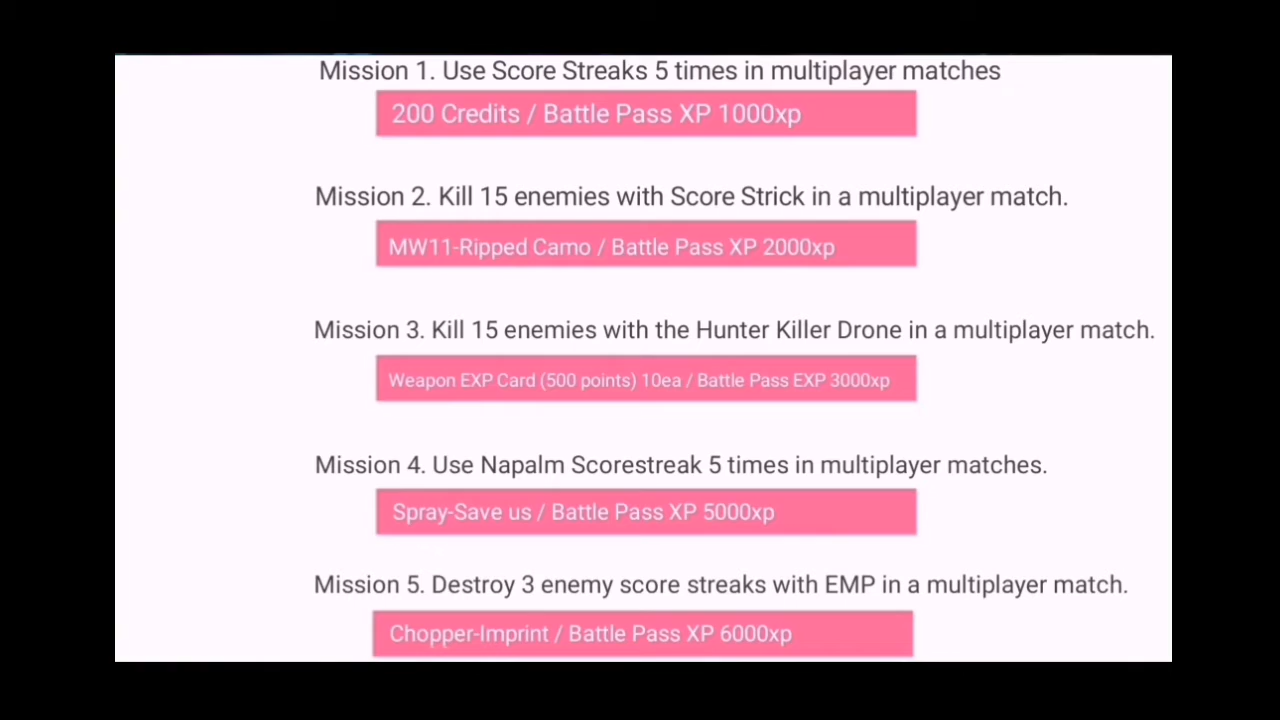 Mission 1. Use Score Streaks 5 times in multiplayer matches
200 Credits / Battle Pass XP 1000xp
Mission 2. Kill 15 enemies with Score Strick in a multiplayer match.
MW11-Ripped Camo / Battle Pass XP 2000xp
Mission 3. Kill 15 enemies with the Hunter Killer Drone in a multiplayer match.
Weapon EXP Card (500 points) 10ea / Battle Pass EXP 3000xp
Mission 4. Use Napalm Scorestreak 5 times in multiplayer matches.
Spray-Save us / Battle Pass XP 5000xp
Mission 5. Destroy 3 enemy score streaks with EMP in a multiplayer match.
Chopper-Imprint / Battle Pass XP 6000xp